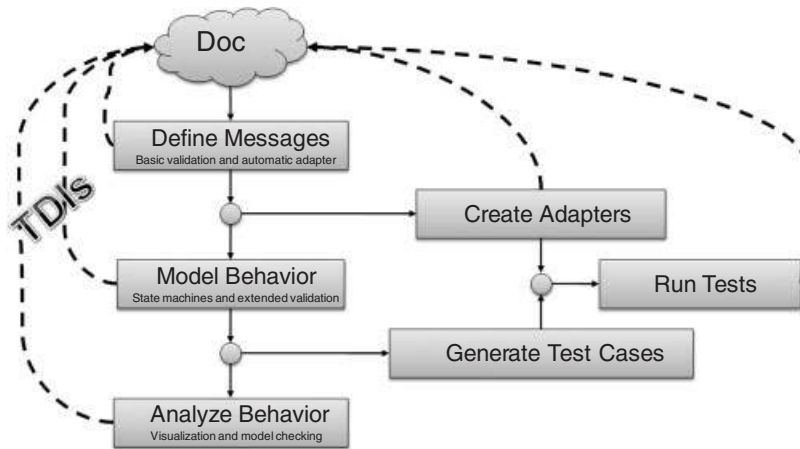 Doc
Define Messages
Basic validation and automatic adapter
TDIs
Create Adapters
Model Behavior
State machines and extended validation
Run Tests
Generate Test Cases
Analyze Behavior
Visualization and model checking